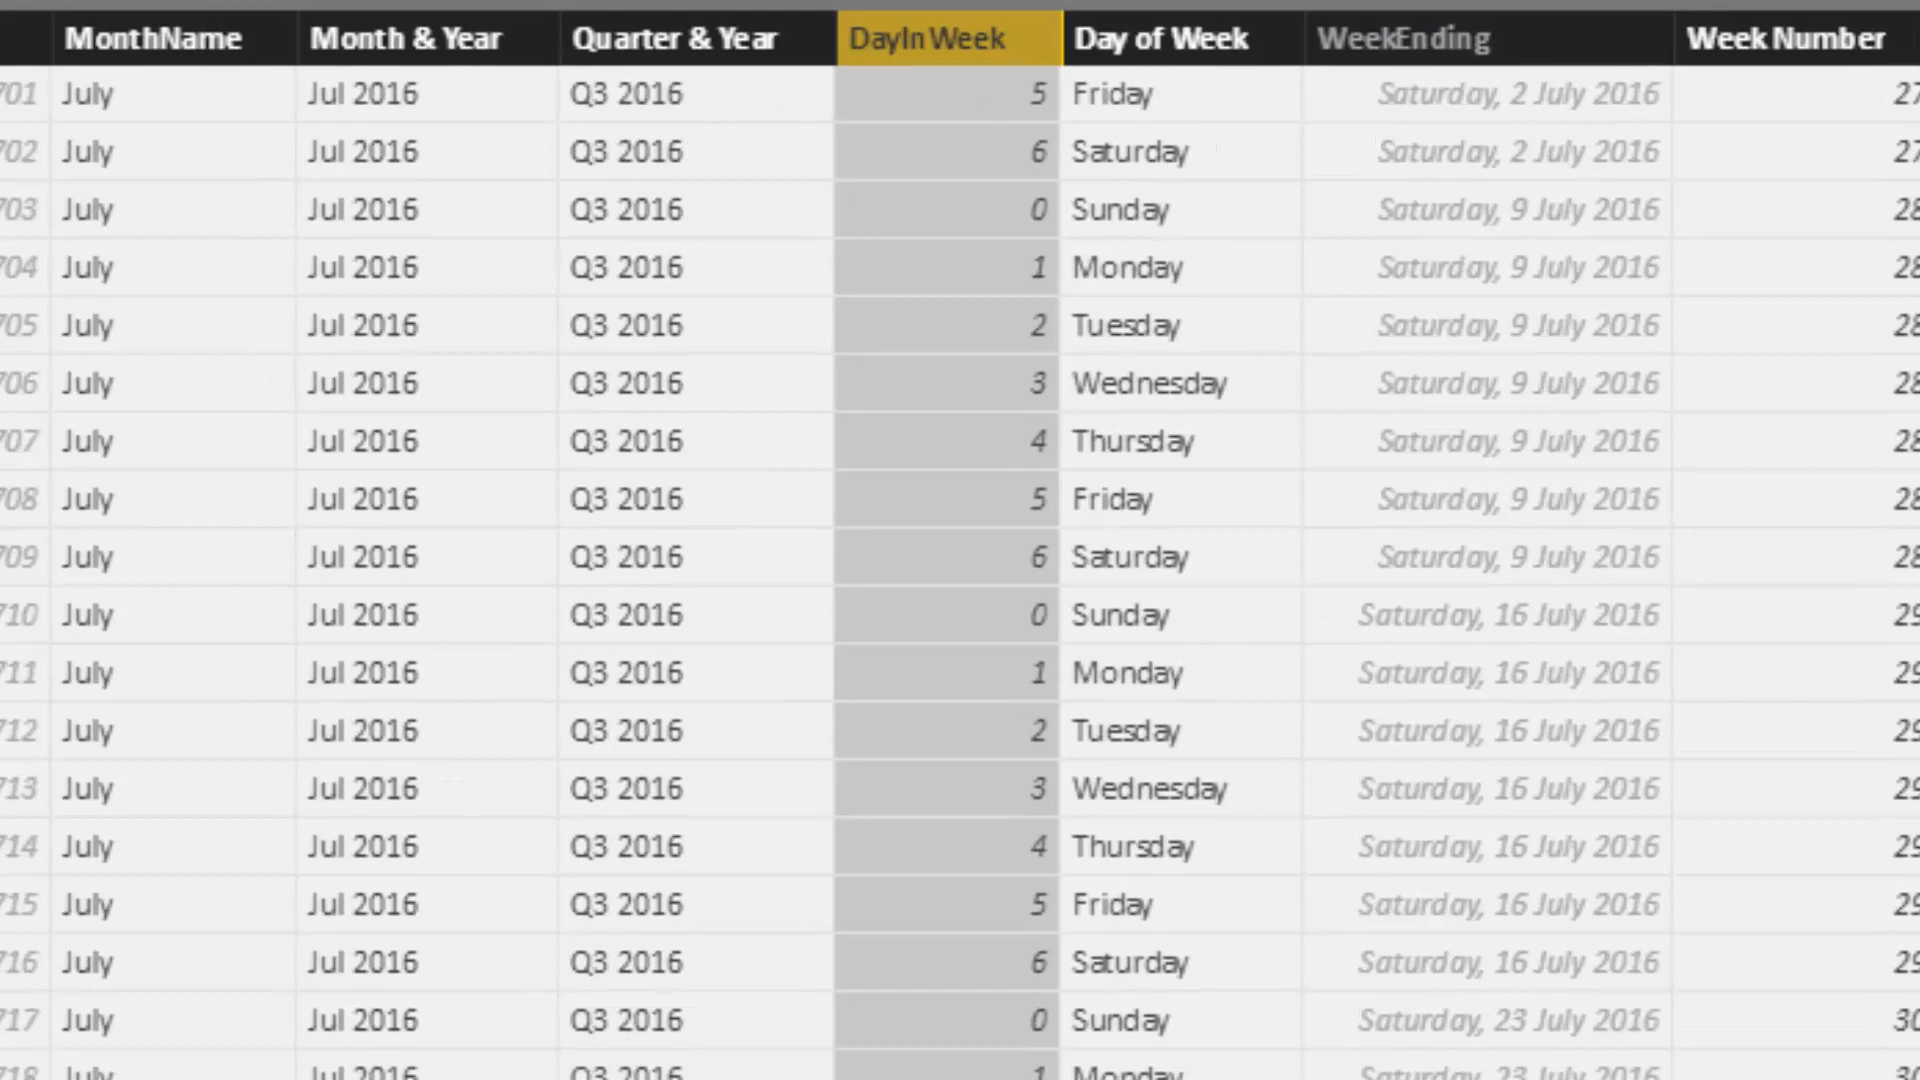 MonthName Month & Year Quarter & Year DayInWeek Day of Week WeekEnding Week Number
701 July Jul 2016 Q3 2016 5 Friday Saturday, 2 July 2016 27
702 July Jul 2016 Q3 2016 6 Saturday Saturday, 2 July 2016 27
703 July Jul 2016 Q3 2016 0 Sunday Saturday, 9 July 2016 28
704 July Jul 2016 Q3 2016 1 Monday Saturday, 9 July 2016 28
705 July Jul 2016 Q3 2016 2 Tuesday Saturday, 9 July 2016 28
706 July Jul 2016 Q3 2016 3 Wednesday Saturday, 9 July 2016 28
707 July Jul 2016 Q3 2016 4 Thursday Saturday, 9 July 2016 28
708 July Jul 2016 Q3 2016 5 Friday Saturday, 9 July 2016 28
709 July Jul 2016 Q3 2016 6 Saturday Saturday, 9 July 2016 28
710 July Jul 2016 Q3 2016 0 Sunday Saturday, 16 July 2016 29
711 July Jul 2016 Q3 2016 1 Monday Saturday, 16 July 2016 29
712 July Jul 2016 Q3 2016 2 Tuesday Saturday, 16 July 2016 29
713 July Jul 2016 Q3 2016 3 Wednesday Saturday, 16 July 2016 29
714 July Jul 2016 Q3 2016 4 Thursday Saturday, 16 July 2016 29
715 July Jul 2016 Q3 2016 5 Friday Saturday, 16 July 2016 29
716 July Jul 2016 Q3 2016 6 Saturday Saturday, 16 July 2016 29
717 July Jul 2016 Q3 2016 0 Sunday Saturday, 23 July 2016 30
718 July Jul 2016 Q3 2016 1 Monday Saturday, 23 July 2016 30